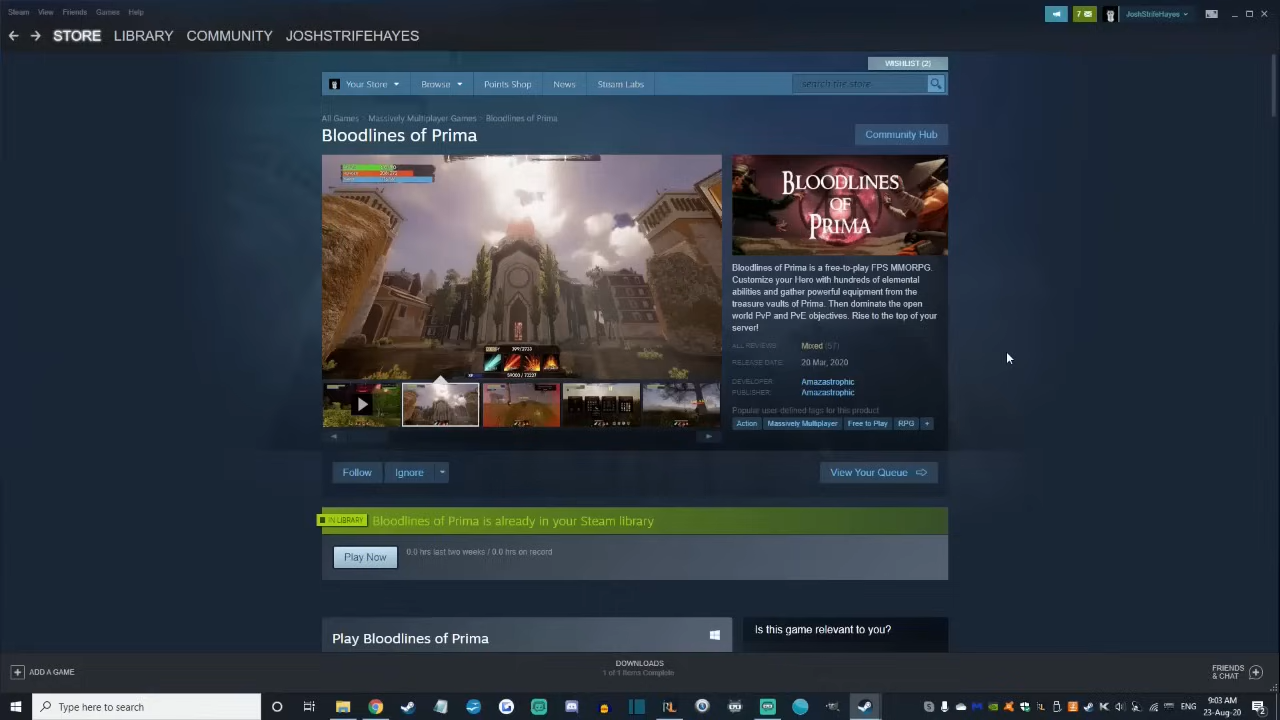 Steam View Friends Games Help
7
JoshStrifeHayes
STORE LIBRARY COMMUNITY JOSHSTRIFEHAYES
WISHLIST (2)
Your Store Browse Points Shop News Steam Labs
search the store
All Games > Massively Multiplayer Games > Bloodlines of Prima
Bloodlines of Prima
Community Hub
BLOODLINES
OF
PRIMA
Bloodlines of Prima is a free-to-play FPS MMORPG.
Customize your Hero with hundreds of elemental
abilities and gather powerful equipment from the
treasure vaults of Prima. Then dominate the open
world PvP and PvE objectives. Rise to the top of your
server!
ALL REVIEWS: Mixed (57)
RELEASE DATE: 20 Mar, 2020
DEVELOPER: Amazastrophic
PUBLISHER: Amazastrophic
Popular user-defined tags for this product
Action Massively Multiplayer Free to Play RPG +
Follow Ignore
View Your Queue
IN LIBRARY Bloodlines of Prima is already in your Steam library
Play Now
0.0 hrs last two weeks / 0.0 hrs on record
Play Bloodlines of Prima
Is this game relevant to you?
ADD A GAME
DOWNLOADS
1 of 1 Items Complete
FRIENDS
& CHAT
Type here to search
9:03 AM
23-Aug-20